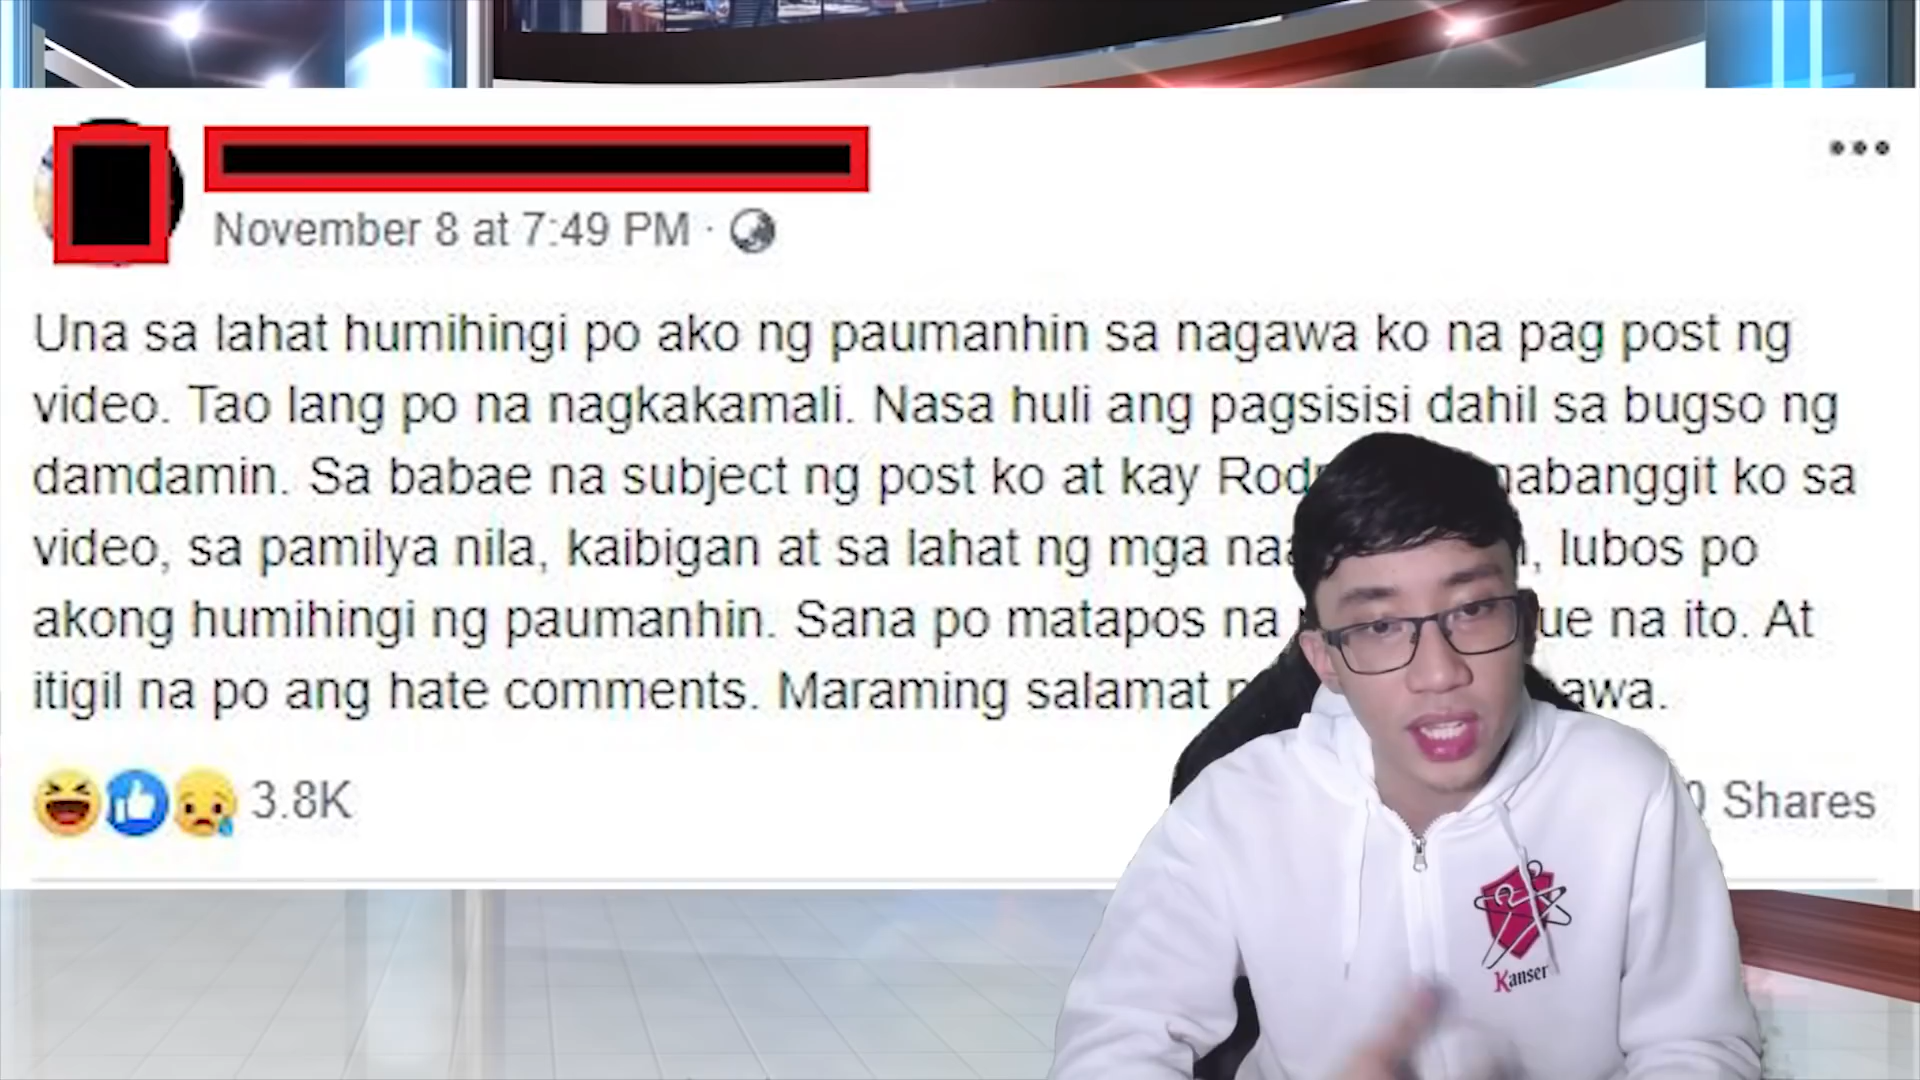 November 8 at 7:49 PM ·
Una sa lahat humihingi po ako ng paumanhin sa nagawa ko na pag post ng
video. Tao lang po na nagkakamali. Nasa huli ang pagsisisi dahil sa bugso ng
damdamin. Sa babae na subject ng post ko at kay ko sa
video, sa pamilya nila, kaibigan at sa lahat ng mga lubos po
akong humihingi ng paumanhin. Sana po matapos na na ito. At
itigil na po ang hate comments. Maraming salamat
3.8K
Shares
Kanser